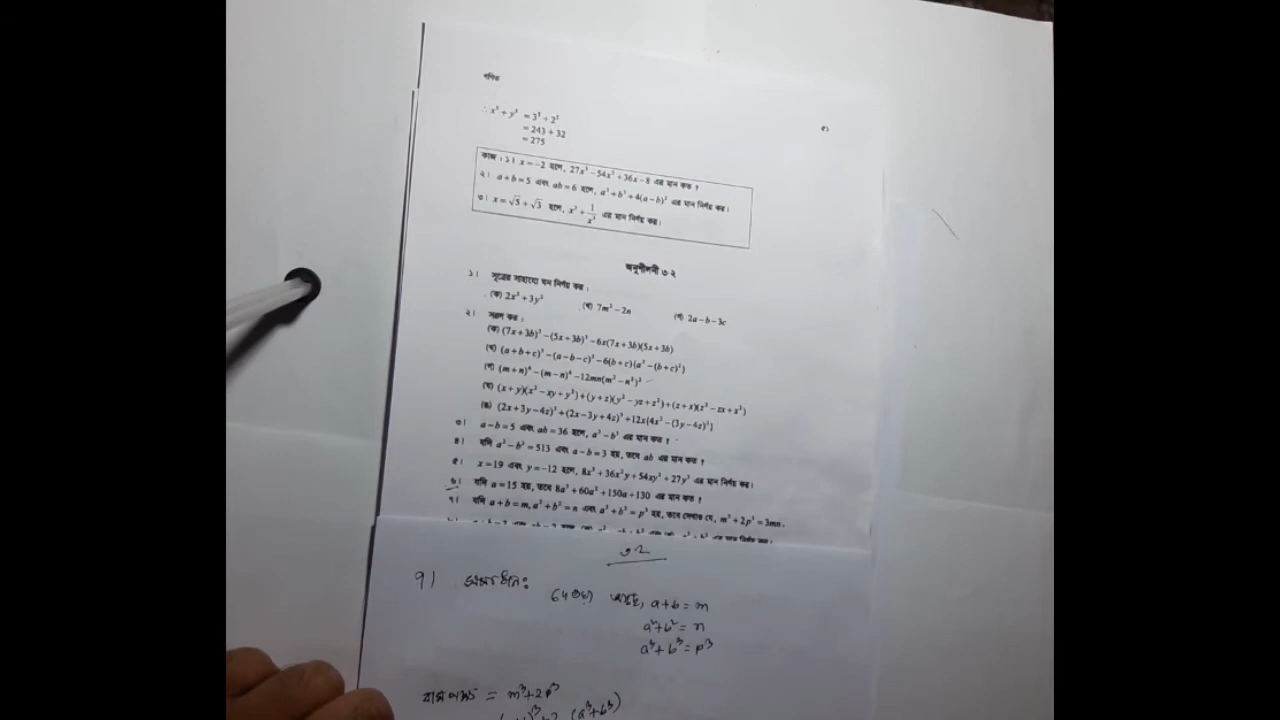 গণিত
৫১
∴ x⁵ + y⁵ = 3⁵ + 2⁵
= 243 + 32
= 275
কাজ : ১। x = −2 হলে, 27x³ − 54x² + 36x − 8 এর মান কত ?
২। a + b = 5 এবং ab = 6 হলে, a³ + b³ + 4(a − b)² এর মান নির্ণয় কর।
৩। x = √5 + √3 হলে, x³ + 1/x³ এর মান নির্ণয় কর।
অনুশীলনী ৩.২
১। সূত্রের সাহায্যে ঘন নির্ণয় কর :
(ক) 2x² + 3y² (খ) 7m² − 2n (গ) 2a − b − 3c
২। সরল কর :
(ক) (7x + 3b)³ − (5x + 3b)³ − 6x(7x + 3b)(5x + 3b)
(খ) (a + b + c)³ − (a − b − c)³ − 6(b + c){a² − (b + c)²}
(গ) (m + n)⁶ − (m − n)⁶ − 12mn(m² − n²)²
(ঘ) (x + y)(x² − xy + y²) + (y + z)(y² − yz + z²) + (z + x)(z² − zx + x²)
(ঙ) (2x + 3y − 4z)³ + (2x − 3y + 4z)³ + 12x{4x² − (3y − 4z)²}
৩। a − b = 5 এবং ab = 36 হলে, a³ − b³ এর মান কত ?
৪। যদি a³ − b³ = 513 এবং a − b = 3 হয়, তবে ab এর মান কত ?
৫। x = 19 এবং y = −12 হলে, 8x³ + 36x²y + 54xy² + 27y³ এর মান নির্ণয় কর।
৬। যদি a = 15 হয়, তবে 8a³ + 60a² + 150a + 130 এর মান কত ?
৭। যদি a + b = m, a² + b² = n এবং a³ + b³ = p³ হয়, তবে দেখাও যে, m³ + 2p³ = 3mn.
৩.২
৭। সমাধান:
দেওয়া আছে, a+b = m
a²+b² = n
a³+b³ = p³
বামপক্ষ = m³+2p³
(a³+b³)